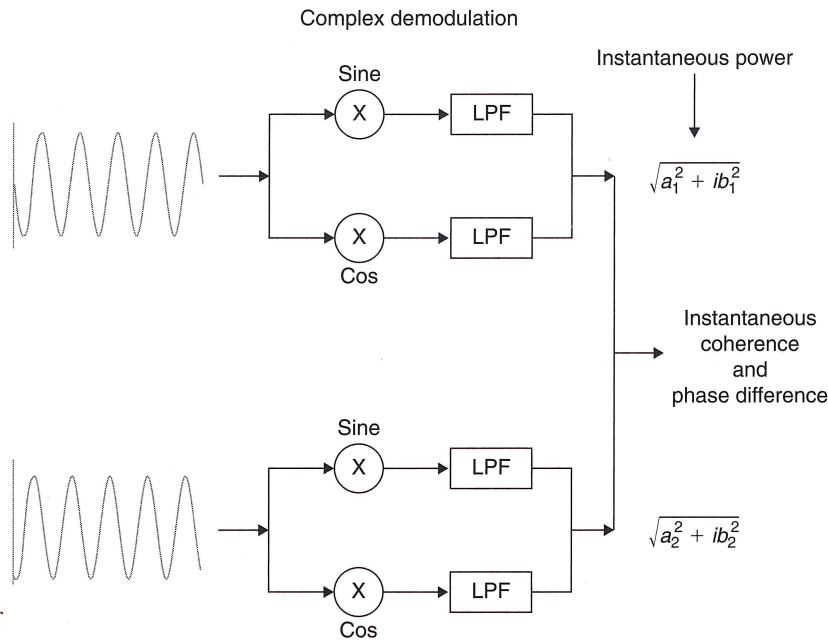 Complex demodulation
Instantaneous power
Sine
X
LPF
√a₁² + ib₁²
X
LPF
Cos
Instantaneous
coherence
and
phase difference
Sine
X
LPF
√a₂² + ib₂²
X
LPF
Cos